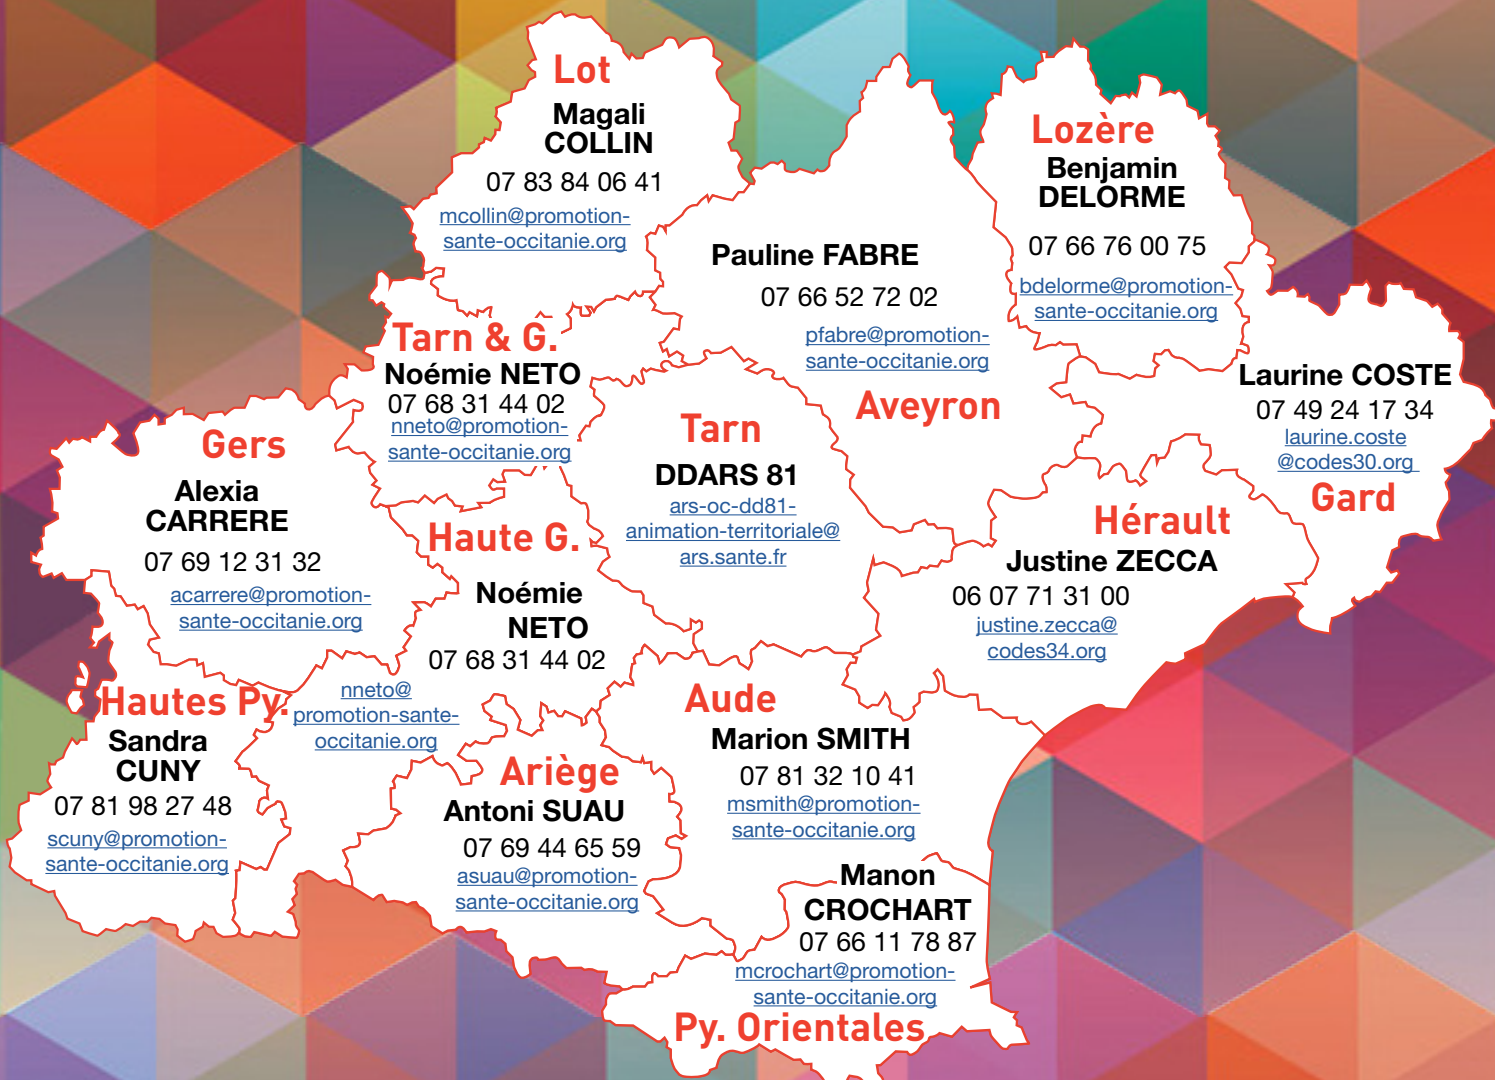 Lot
Magali
COLLIN
07 83 84 06 41
mcollin@promotion-
sante-occitanie.org
Lozère
Benjamin
DELORME
07 66 76 00 75
bdelorme@promotion-
sante-occitanie.org
Pauline FABRE
07 66 52 72 02
pfabre@promotion-
sante-occitanie.org
Aveyron
Tarn & G.
Noémie NETO
07 68 31 44 02
nneto@promotion-
sante-occitanie.org
Laurine COSTE
07 49 24 17 34
laurine.coste
@codes30.org
Gard
Gers
Alexia
CARRERE
07 69 12 31 32
acarrere@promotion-
sante-occitanie.org
Tarn
DDARS 81
ars-oc-dd81-
animation-territoriale@
ars.sante.fr
Hérault
Justine ZECCA
06 07 71 31 00
justine.zecca@
codes34.org
Haute G.
Noémie
NETO
07 68 31 44 02
nneto@
promotion-sante-
occitanie.org
Hautes Py.
Sandra
CUNY
07 81 98 27 48
scuny@promotion-
sante-occitanie.org
Ariège
Antoni SUAU
07 69 44 65 59
asuau@promotion-
sante-occitanie.org
Aude
Marion SMITH
07 81 32 10 41
msmith@promotion-
sante-occitanie.org
Manon
CROCHART
07 66 11 78 87
mcrochart@promotion-
sante-occitanie.org
Py. Orientales